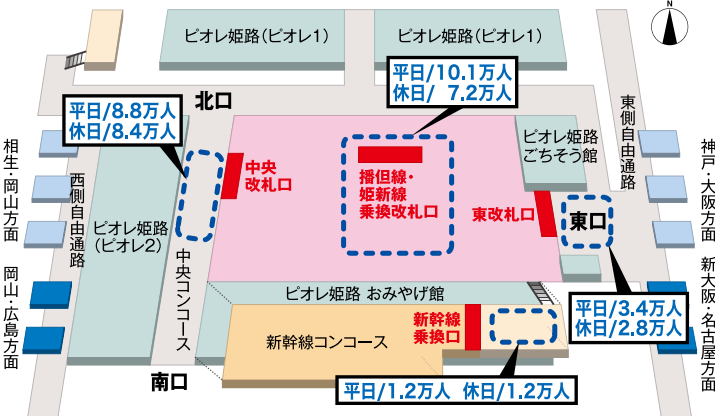 N
ピオレ姫路(ピオレ1)
ピオレ姫路(ピオレ1)
平日/10.1万人
休日/ 7.2万人
北口
平日/8.8万人
休日/8.4万人
東側自由通路
ピオレ姫路
ごちそう館
中央
改札口
播但線・
姫新線
乗換改札口
相生・岡山方面
西側自由通路
神戸・大阪方面
東改札口
東口
ピオレ姫路
(ピオレ2)
中央コンコース
岡山・広島方面
新大阪・名古屋方面
ピオレ姫路 おみやげ館
平日/3.4万人
休日/2.8万人
新幹線
乗換口
新幹線コンコース
南口
平日/1.2万人 休日/1.2万人